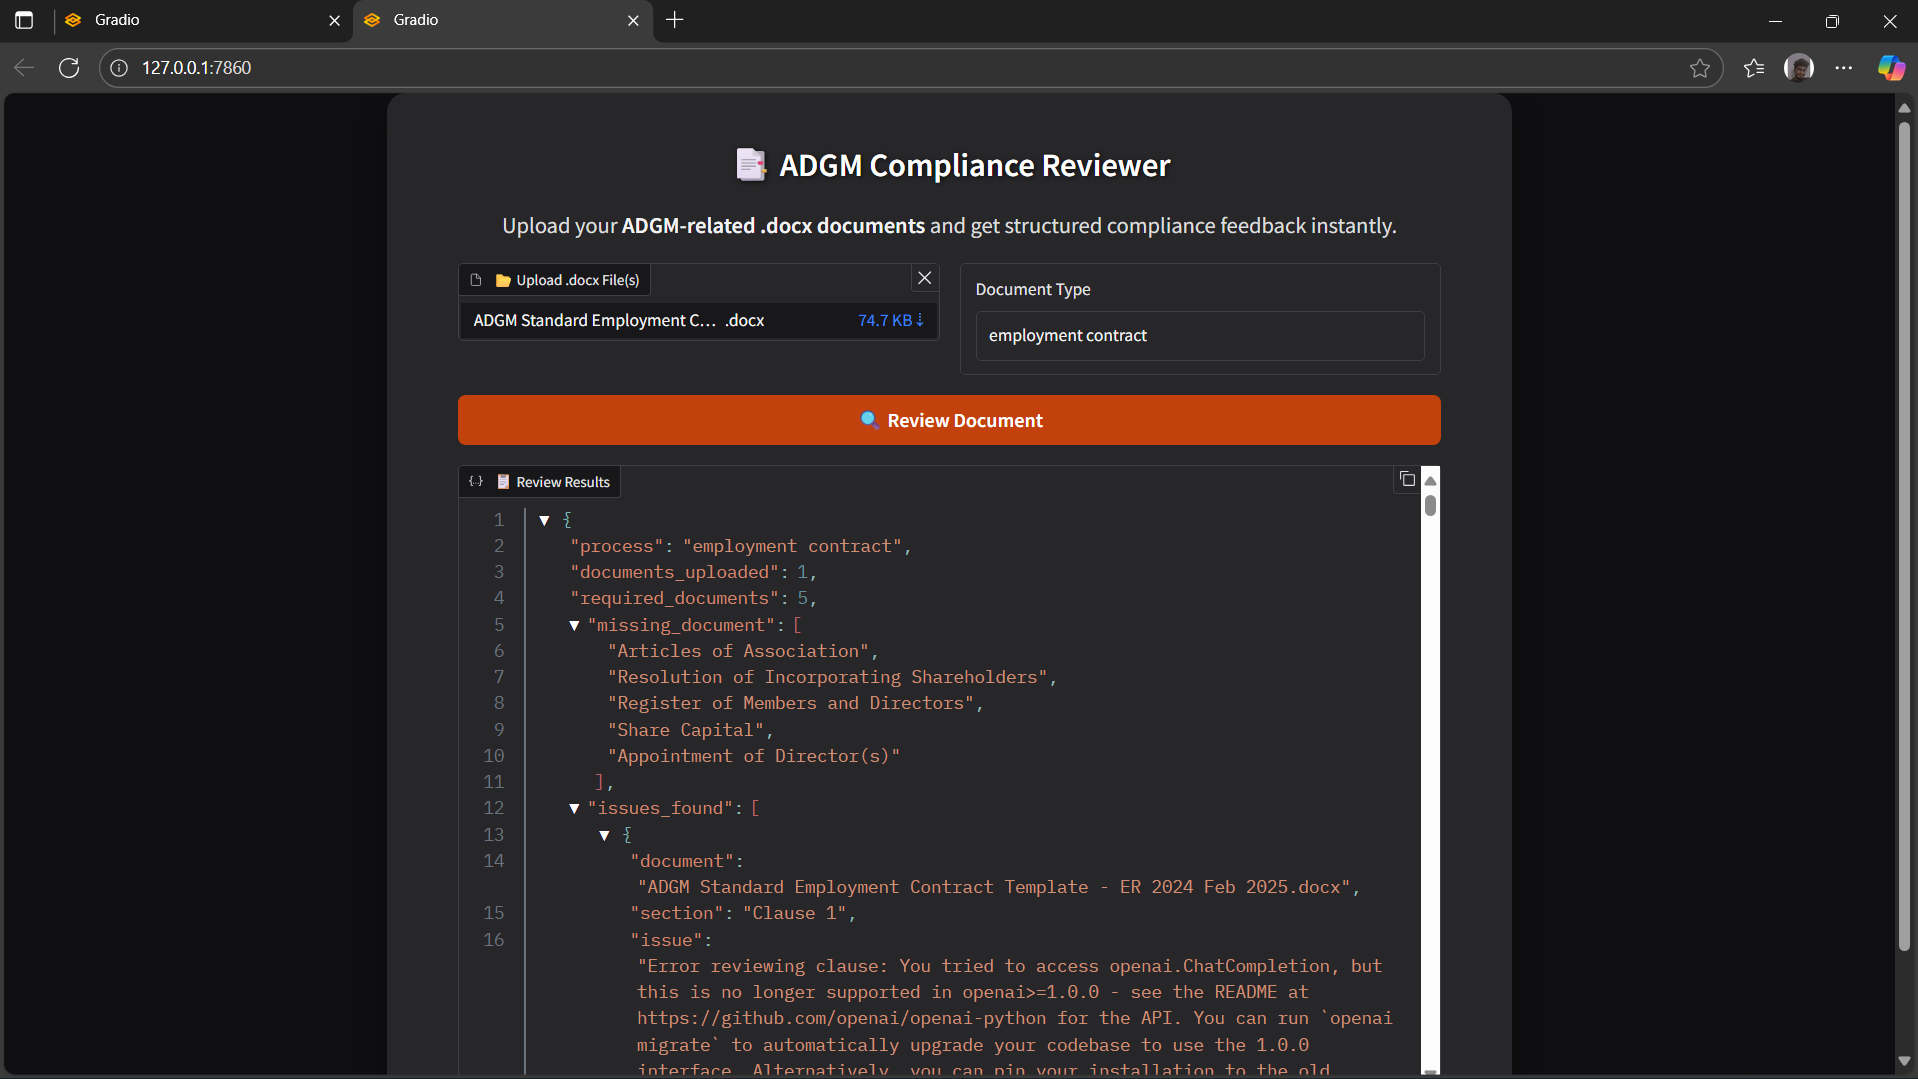 Gradio
Gradio
127.0.0.1:7860
ADGM Compliance Reviewer
Upload your ADGM-related .docx documents and get structured compliance feedback instantly.
Upload .docx File(s)
ADGM Standard Employment C... .docx 74.7 KB ⇣
Document Type
employment contract
Review Document
{..} Review Results
1 ▼ {
2 "process": "employment contract",
3 "documents_uploaded": 1,
4 "required_documents": 5,
5 ▼ "missing_document": [
6 "Articles of Association",
7 "Resolution of Incorporating Shareholders",
8 "Register of Members and Directors",
9 "Share Capital",
10 "Appointment of Director(s)"
11 ],
12 ▼ "issues_found": [
13 ▼ {
14 "document":
"ADGM Standard Employment Contract Template - ER 2024 Feb 2025.docx",
15 "section": "Clause 1",
16 "issue":
"Error reviewing clause: You tried to access openai.ChatCompletion, but
this is no longer supported in openai>=1.0.0 - see the README at
https://github.com/openai/openai-python for the API. You can run `openai
migrate` to automatically upgrade your codebase to use the 1.0.0
interface. Alternatively, you can pin your installation to the old